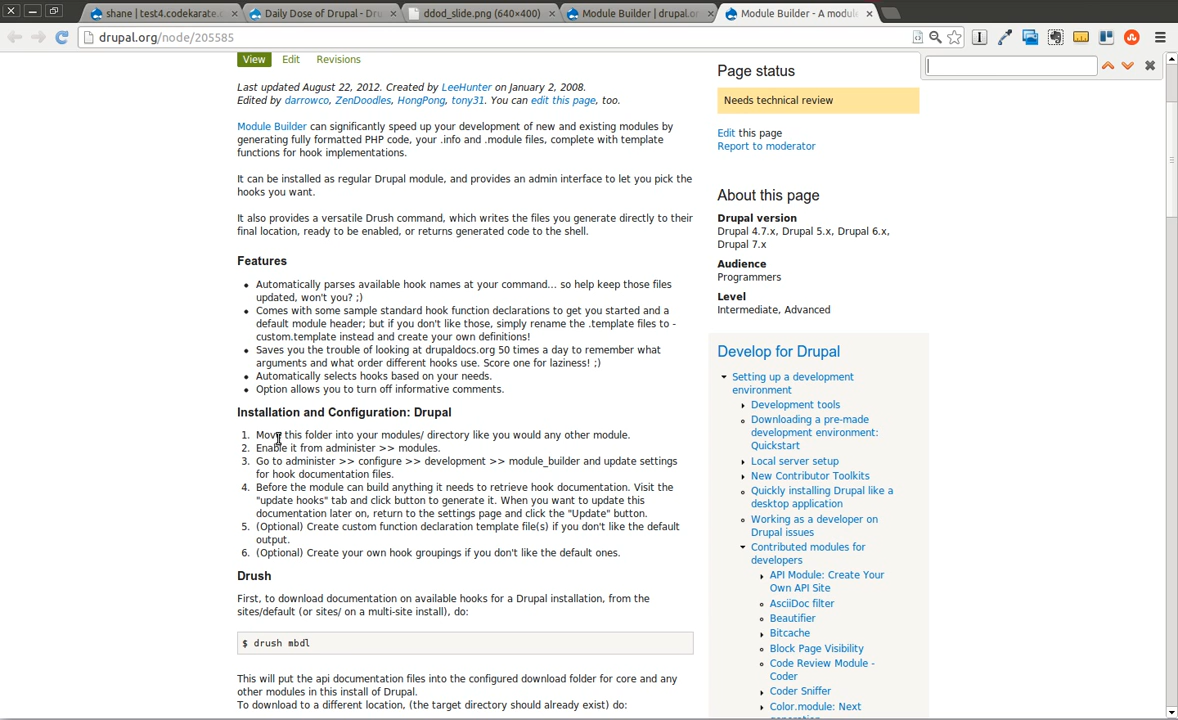 shane | test4.codekarate.c
Daily Dose of Drupal - Dru
ddod_slide.png (640×400)
Module Builder | drupal.or
Module Builder - A module
drupal.org/node/205585
View Edit Revisions
Last updated August 22, 2012. Created by LeeHunter on January 2, 2008.
Edited by darrowco, ZenDoodles, HongPong, tony31. You can edit this page, too.
Module Builder can significantly speed up your development of new and existing modules by
generating fully formatted PHP code, your .info and .module files, complete with template
functions for hook implementations.
It can be installed as regular Drupal module, and provides an admin interface to let you pick the
hooks you want.
It also provides a versatile Drush command, which writes the files you generate directly to their
final location, ready to be enabled, or returns generated code to the shell.
Features
Automatically parses available hook names at your command... so help keep those files
updated, won't you? ;)
Comes with some sample standard hook function declarations to get you started and a
default module header; but if you don't like those, simply rename the .template files to -
custom.template instead and create your own definitions!
Saves you the trouble of looking at drupaldocs.org 50 times a day to remember what
arguments and what order different hooks use. Score one for laziness! ;)
Automatically selects hooks based on your needs.
Option allows you to turn off informative comments.
Installation and Configuration: Drupal
1. Move this folder into your modules/ directory like you would any other module.
2. Enable it from administer >> modules.
3. Go to administer >> configure >> development >> module_builder and update settings
for hook documentation files.
4. Before the module can build anything it needs to retrieve hook documentation. Visit the
"update hooks" tab and click button to generate it. When you want to update this
documentation later on, return to the settings page and click the "Update" button.
5. (Optional) Create custom function declaration template file(s) if you don't like the default
output.
6. (Optional) Create your own hook groupings if you don't like the default ones.
Drush
First, to download documentation on available hooks for a Drupal installation, from the
sites/default (or sites/ on a multi-site install), do:
$ drush mbdl
This will put the api documentation files into the configured download folder for core and any
other modules in this install of Drupal.
To download to a different location, (the target directory should already exist) do:
Page status
Needs technical review
Edit this page
Report to moderator
About this page
Drupal version
Drupal 4.7.x, Drupal 5.x, Drupal 6.x,
Drupal 7.x
Audience
Programmers
Level
Intermediate, Advanced
Develop for Drupal
Setting up a development
environment
Development tools
Downloading a pre-made
development environment:
Quickstart
Local server setup
New Contributor Toolkits
Quickly installing Drupal like a
desktop application
Working as a developer on
Drupal issues
Contributed modules for
developers
API Module: Create Your
Own API Site
AsciiDoc filter
Beautifier
Bitcache
Block Page Visibility
Code Review Module -
Coder
Coder Sniffer
Color.module: Next